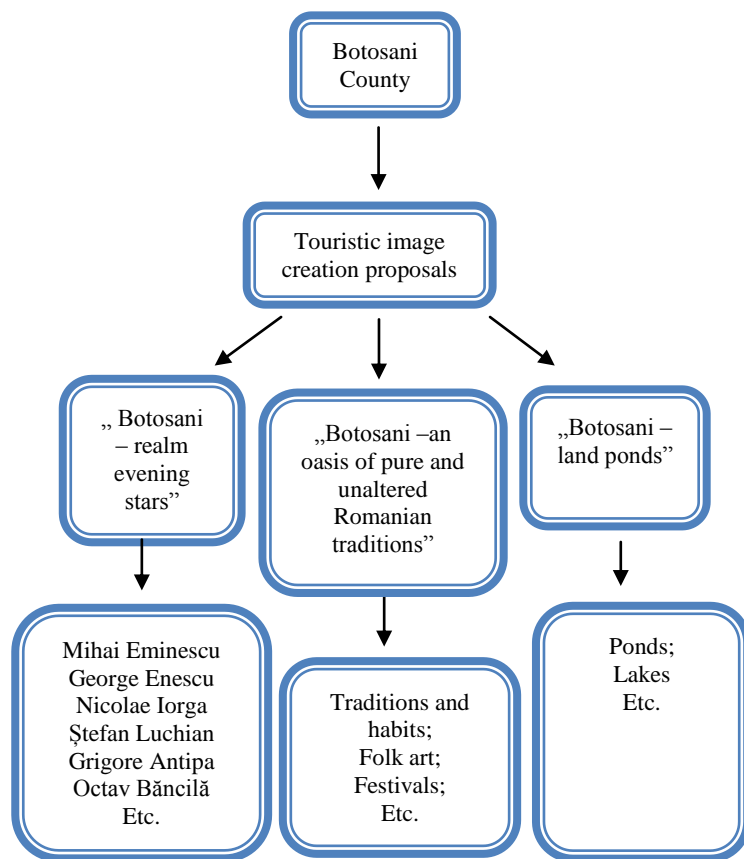 Botosani
County
Touristic image
creation proposals
„ Botosani
– realm
evening
stars”
„Botosani –an
oasis of pure and
unaltered
Romanian
traditions”
„Botosani –
land ponds”
Mihai Eminescu
George Enescu
Nicolae Iorga
Ștefan Luchian
Grigore Antipa
Octav Băncilă
Etc.
Traditions and
habits;
Folk art;
Festivals;
Etc.
Ponds;
Lakes
Etc.